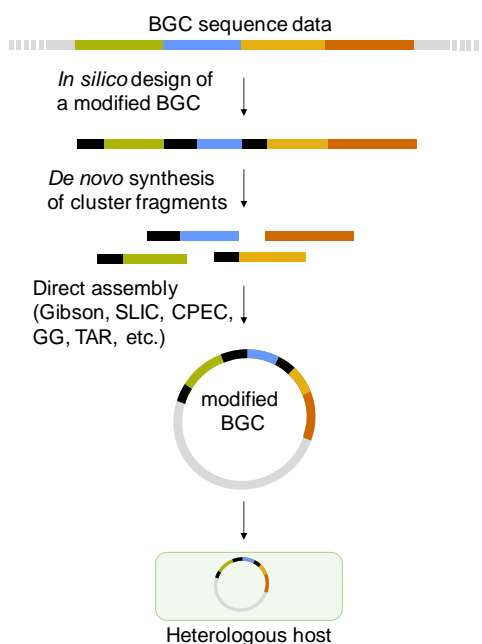 BGC sequence data
In silico design of
a modified BGC
De novo synthesis
of cluster fragments
Direct assembly
(Gibson, SLIC, CPEC,
GG, TAR, etc.)
modified
BGC
Heterologous host